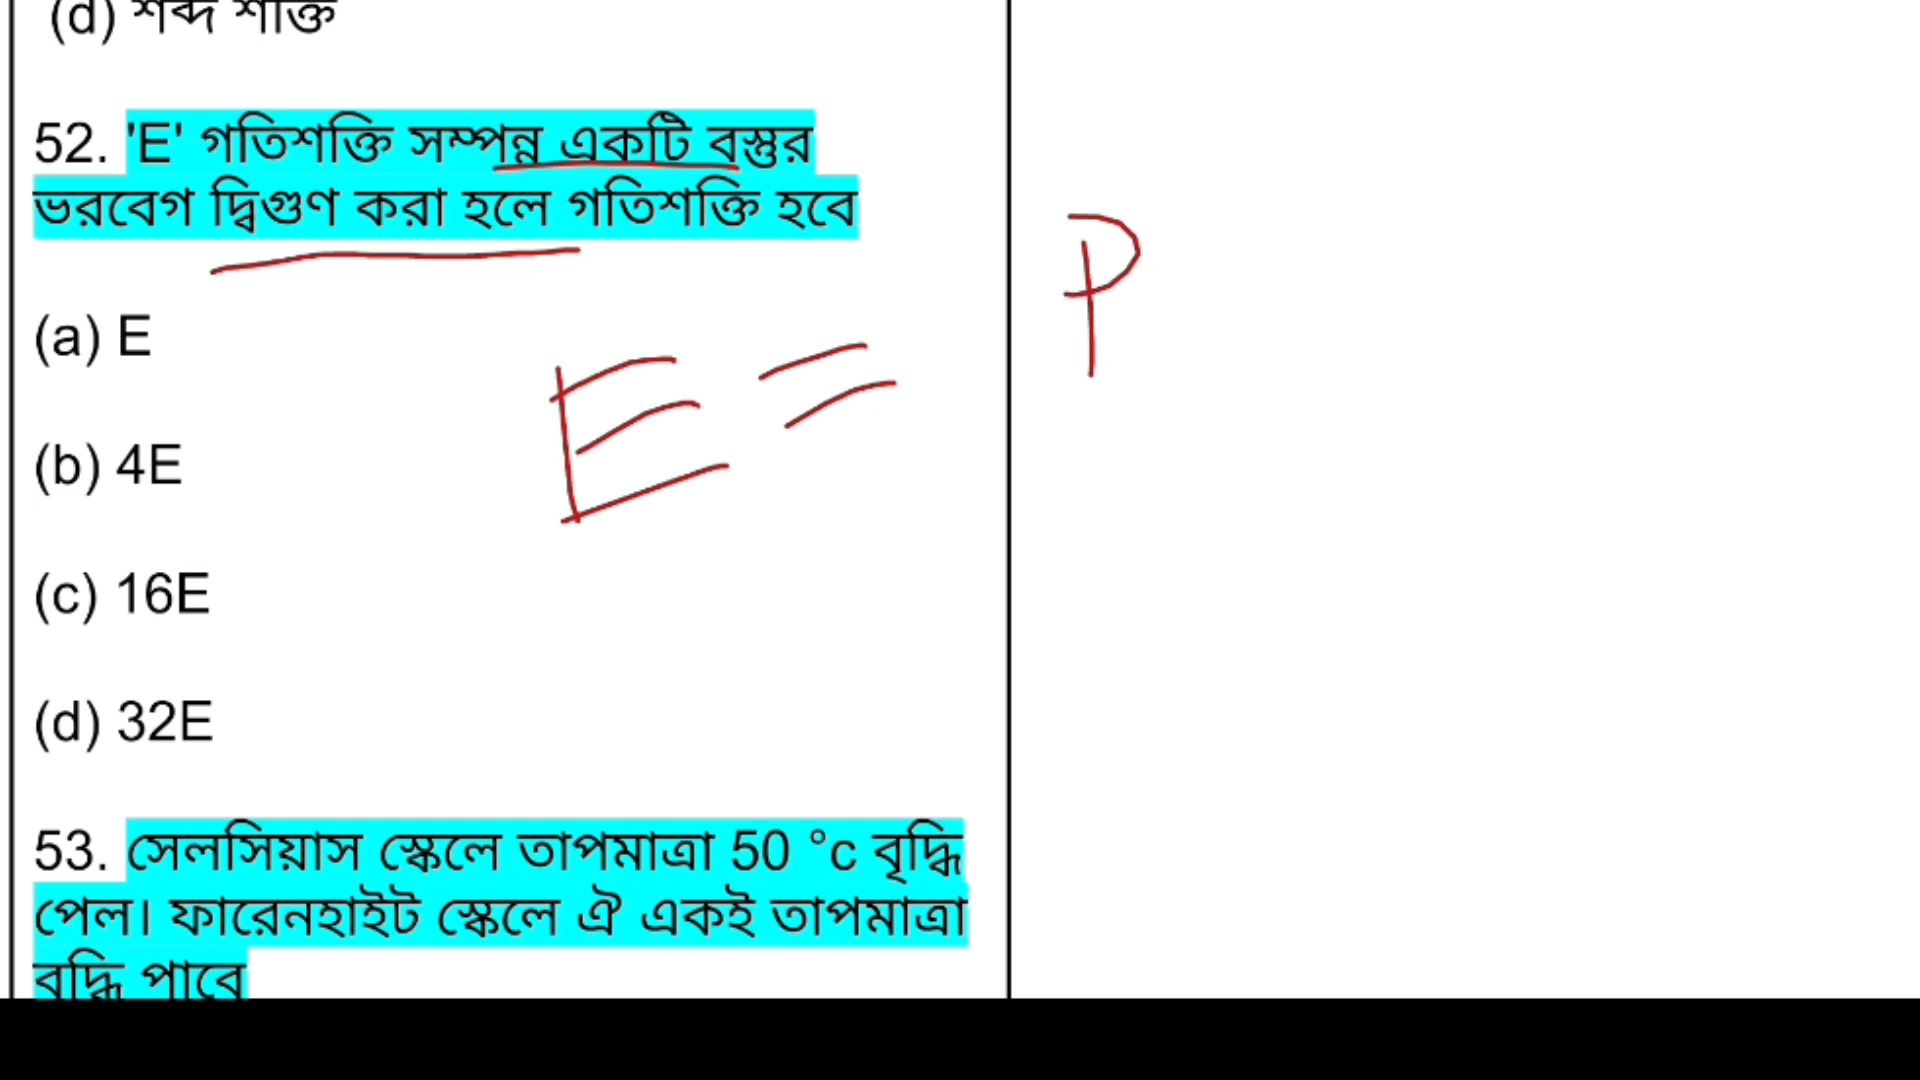 (d) শব্দ শক্তি
52. 'E' গতিশক্তি সম্পন্ন একটি বস্তুর
ভরবেগ দ্বিগুণ করা হলে গতিশক্তি হবে
P
(a) E
E =
(b) 4E
(c) 16E
(d) 32E
53. সেলসিয়াস স্কেলে তাপমাত্রা 50 °c বৃদ্ধি
পেল। ফারেনহাইট স্কেলে ঐ একই তাপমাত্রা
বৃদ্ধি পাবে